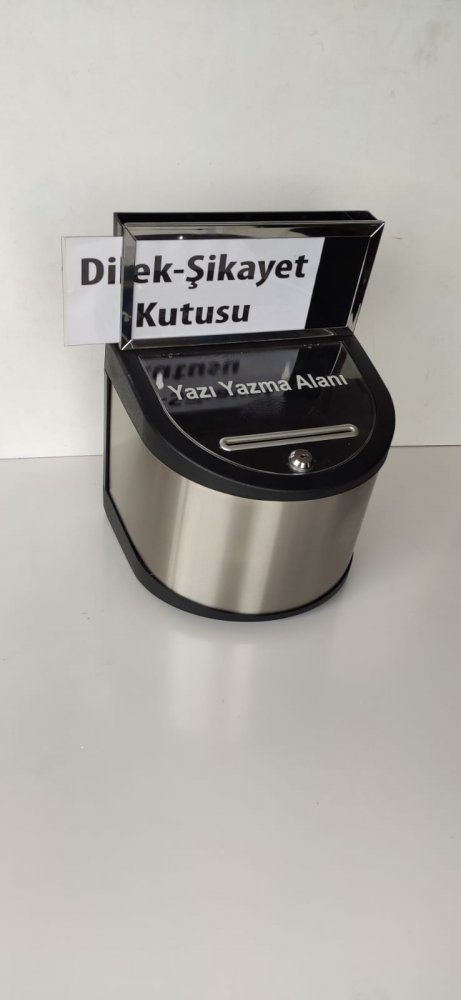 Dilek-Şikayet
Kutusu
Yazı Yazma Alanı